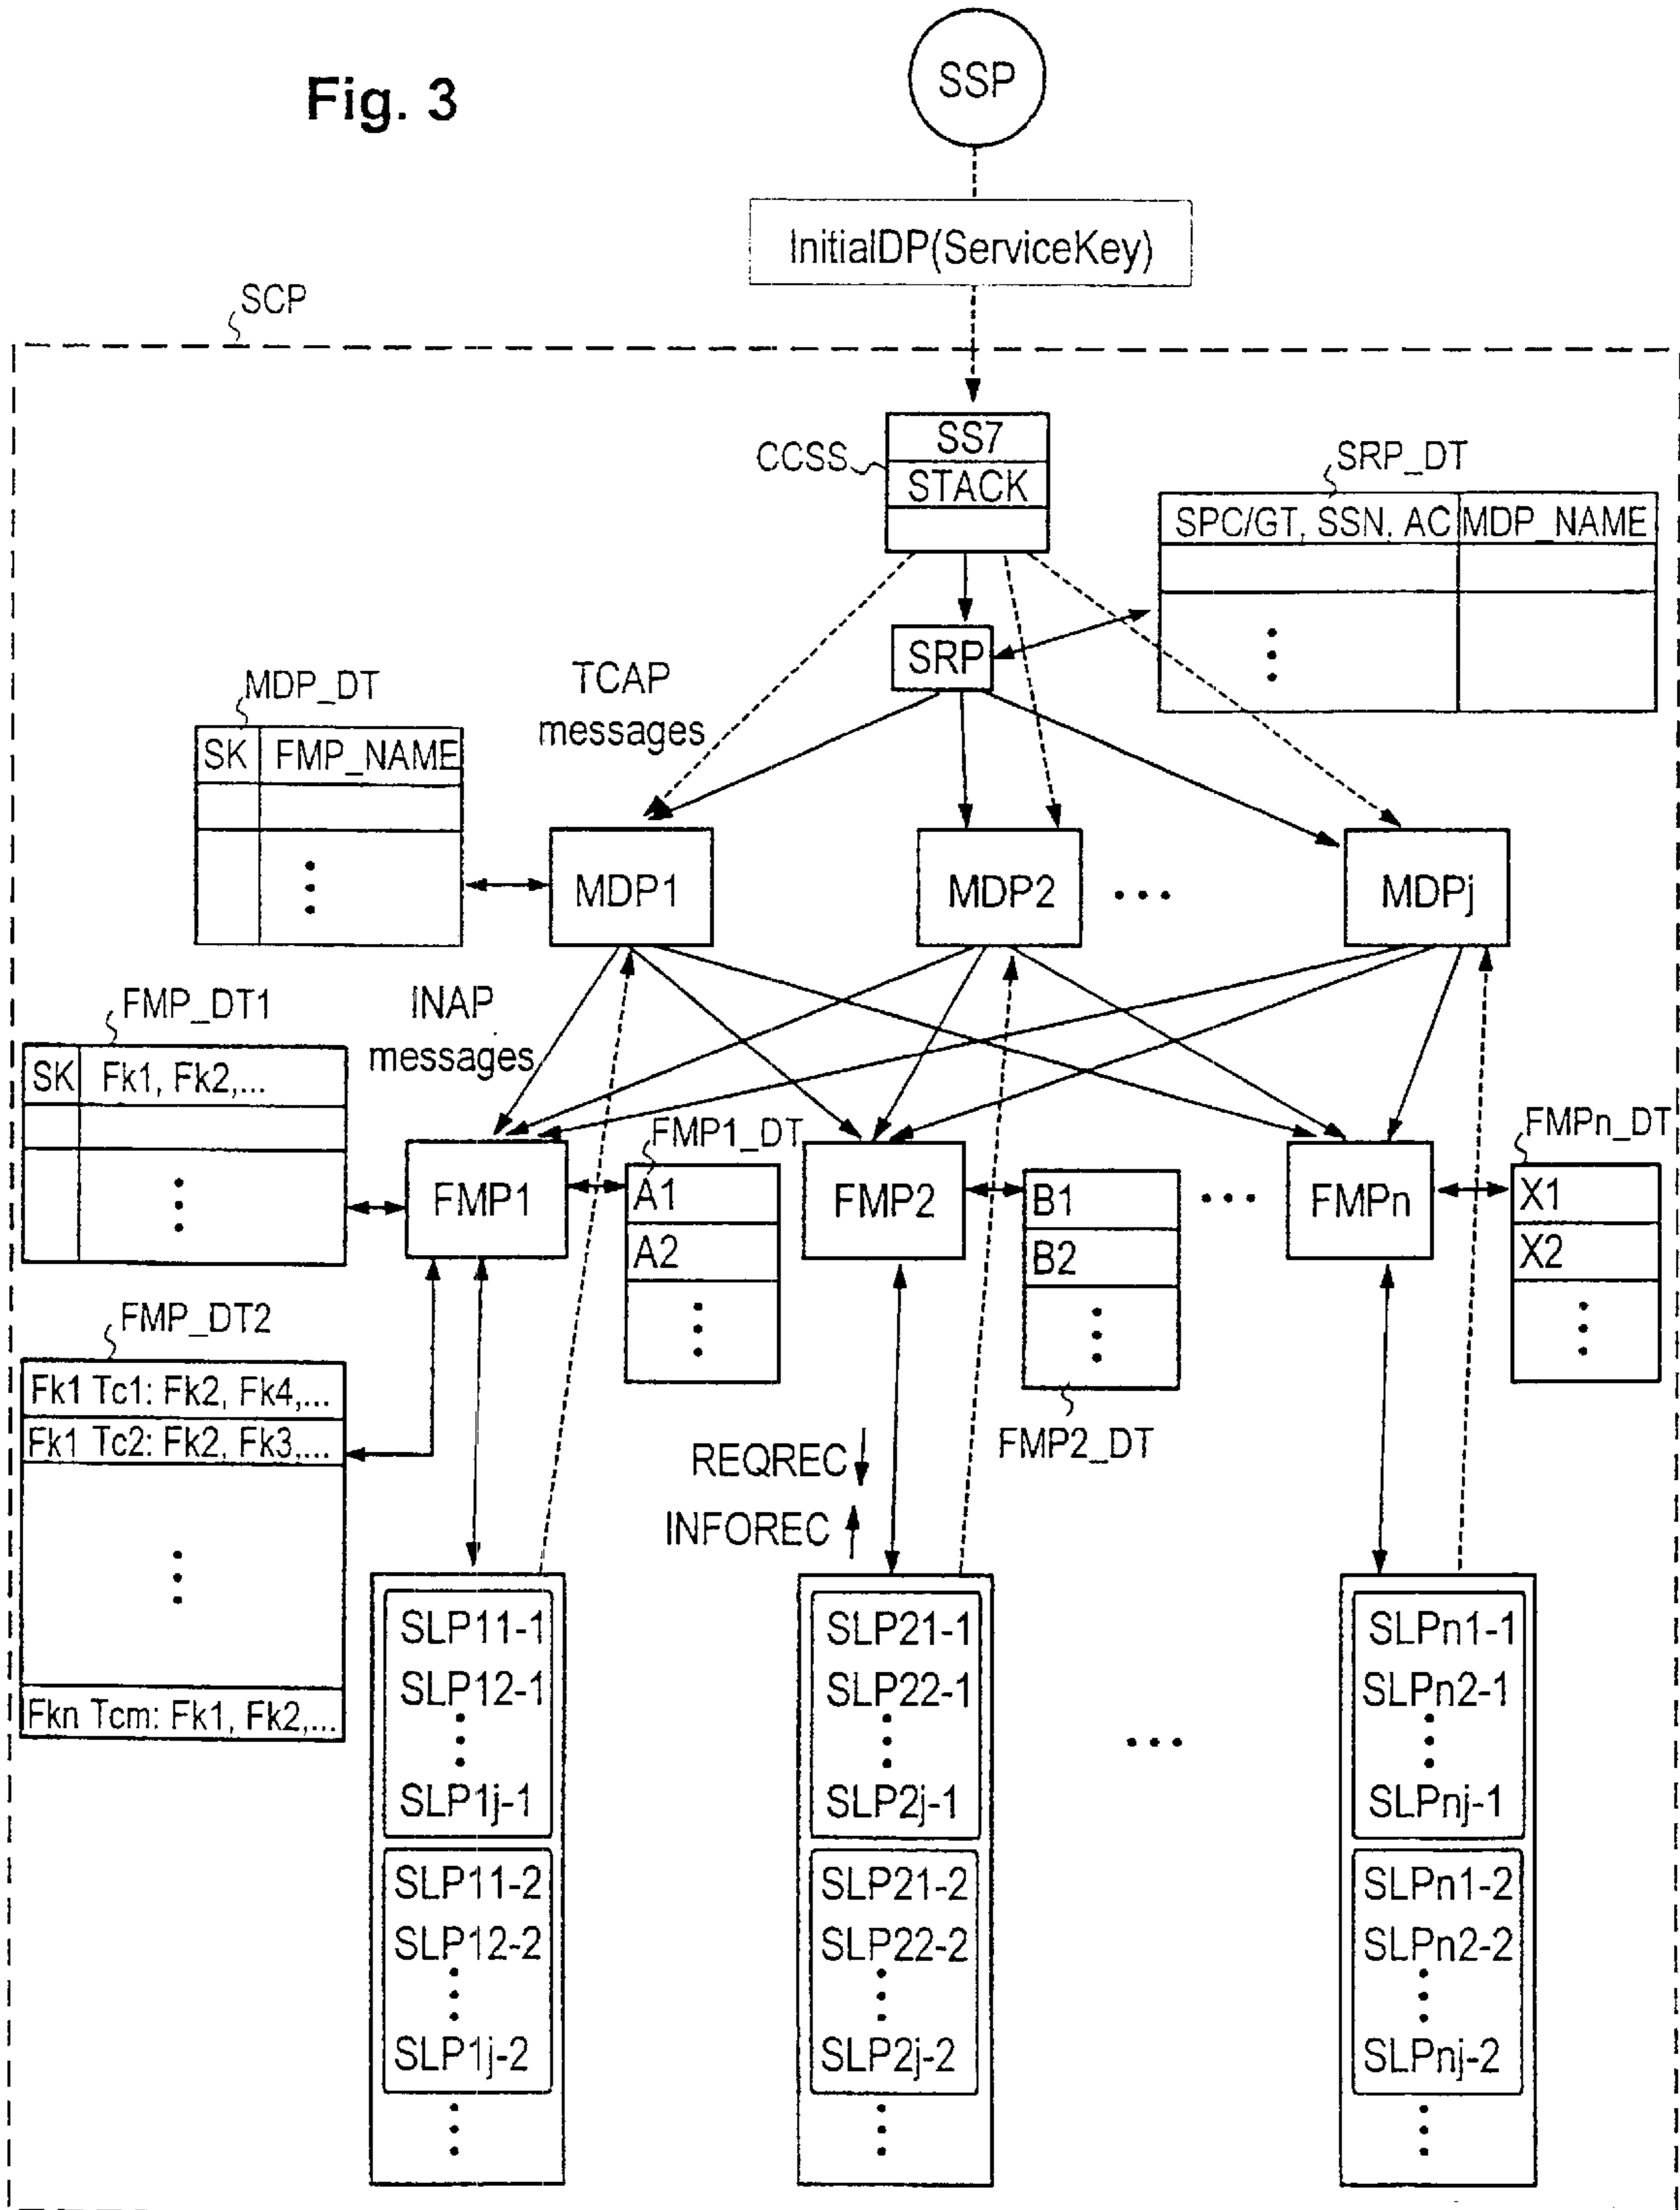 Fig. 3
SSP
InitialDP(ServiceKey)
SCP
SS7
STACK
CCSS
SRP_DT
SPC/GT, SSN, AC MDP_NAME
SRP
TCAP
messages
MDP_DT
SK FMP_NAME
MDP1
MDP2
MDPj
INAP
messages
FMP_DT1
SK Fk1, Fk2,...
FMP1
FMP1_DT
A1
A2
FMP2
B1
B2
FMP2_DT
FMPn
FMPn_DT
X1
X2
FMP_DT2
Fk1 Tc1: Fk2, Fk4,...
Fk1 Tc2: Fk2, Fk3,...
Fkn Tcm: Fk1, Fk2,...
REQREC
INFOREC
SLP11-1
SLP12-1
SLP1j-1
SLP11-2
SLP12-2
SLP1j-2
SLP21-1
SLP22-1
SLP2j-1
SLP21-2
SLP22-2
SLP2j-2
SLPn1-1
SLPn2-1
SLPnj-1
SLPn1-2
SLPn2-2
SLPnj-2